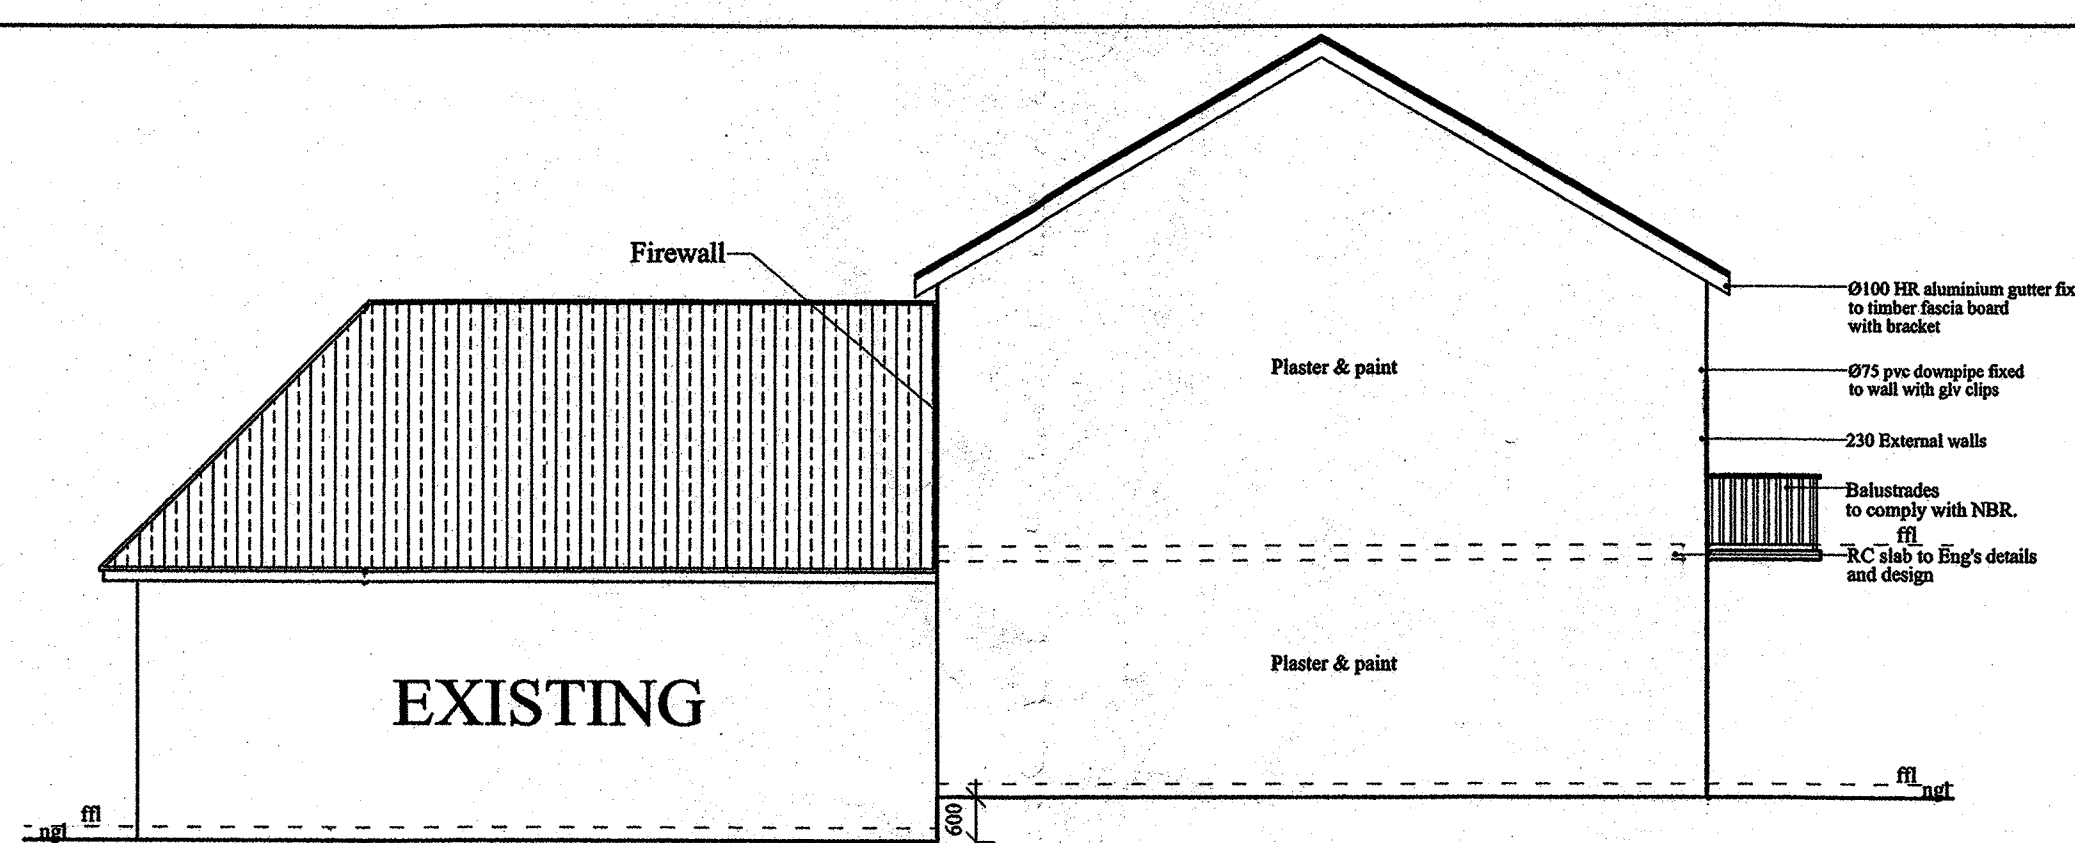 Firewall
Ø100 HR aluminium gutter fix
to timber fascia board
with bracket
Plaster & paint
Ø75 pvc downpipe fixed
to wall with glv clips
230 External walls
Balustrades
to comply with NBR.
ffl
RC slab to Eng's details
and design
EXISTING
Plaster & paint
ffl
ngl
600
ffl
ngl